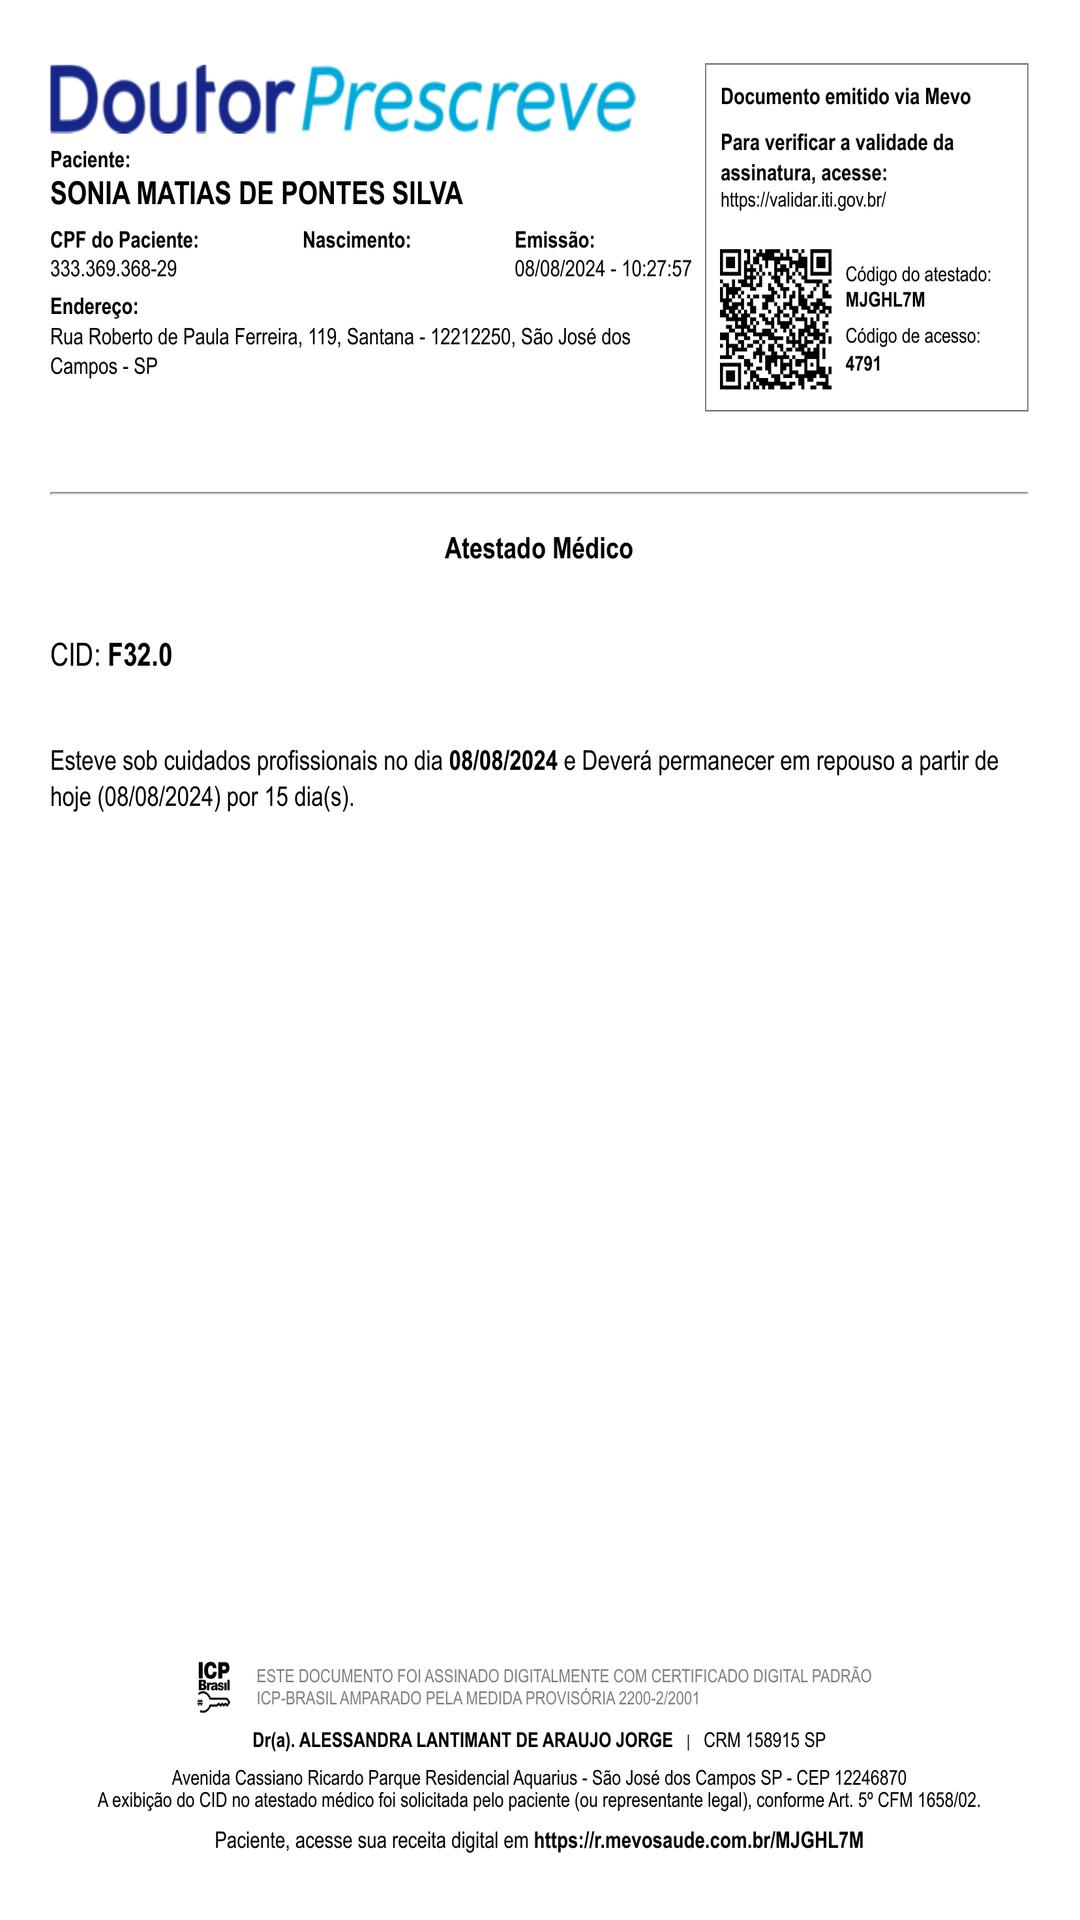 DoutorPrescreve
Paciente:
SONIA MATIAS DE PONTES SILVA
CPF do Paciente: Nascimento: Emissão:
333.369.368-29 08/08/2024 - 10:27:57
Endereço:
Rua Roberto de Paula Ferreira, 119, Santana - 12212250, São José dos
Campos - SP
Documento emitido via Mevo
Para verificar a validade da
assinatura, acesse:
https://validar.iti.gov.br/
Código do atestado:
MJGHL7M
Código de acesso:
4791
Atestado Médico
CID: F32.0
Esteve sob cuidados profissionais no dia 08/08/2024 e Deverá permanecer em repouso a partir de
hoje (08/08/2024) por 15 dia(s).
ICP
Brasil
ESTE DOCUMENTO FOI ASSINADO DIGITALMENTE COM CERTIFICADO DIGITAL PADRÃO
ICP-BRASIL AMPARADO PELA MEDIDA PROVISÓRIA 2200-2/2001
Dr(a). ALESSANDRA LANTIMANT DE ARAUJO JORGE | CRM 158915 SP
Avenida Cassiano Ricardo Parque Residencial Aquarius - São José dos Campos SP - CEP 12246870
A exibição do CID no atestado médico foi solicitada pelo paciente (ou representante legal), conforme Art. 5º CFM 1658/02.
Paciente, acesse sua receita digital em https://r.mevosaude.com.br/MJGHL7M